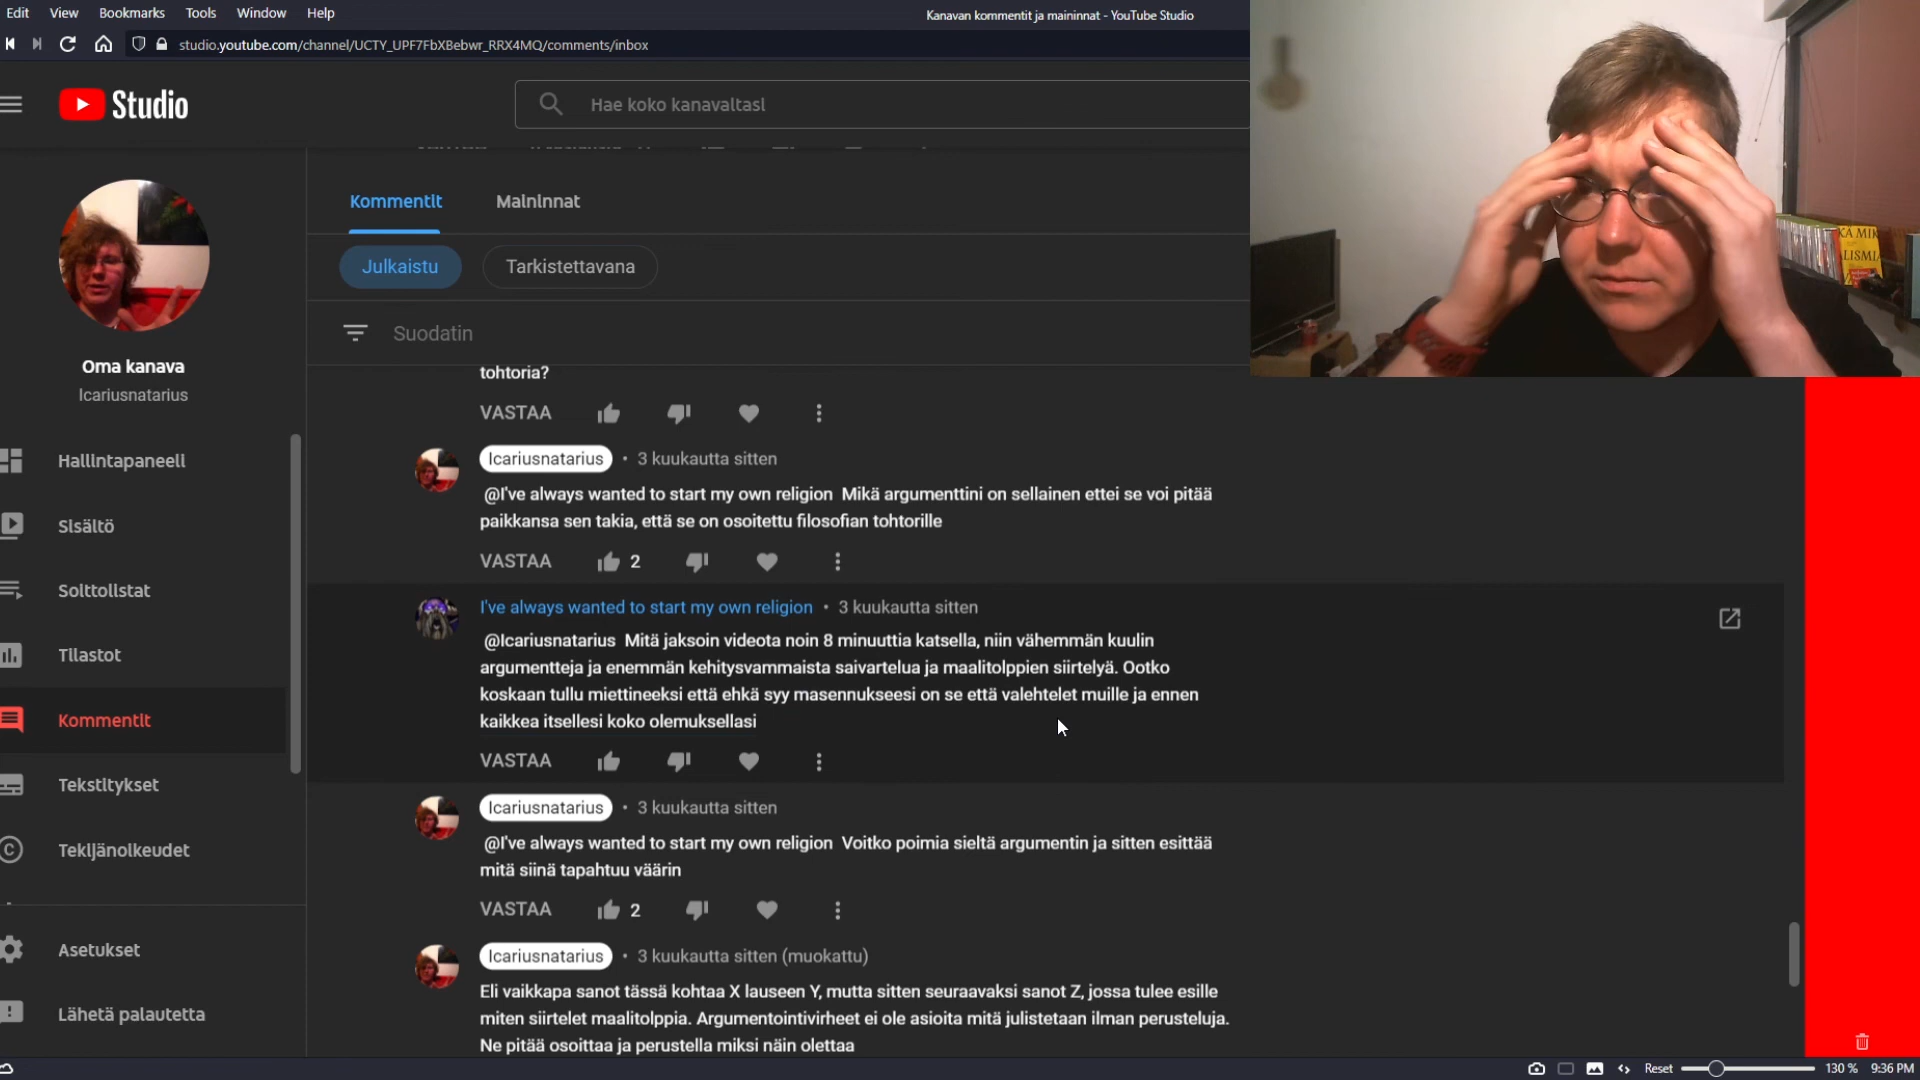 Edit View Bookmarks Tools Window Help
Kanavan kommentit ja maininnat - YouTube Studio
studio.youtube.com/channel/UCTY_UPF7FbXBebwr_RRX4MQ/comments/inbox
Studio
Hae koko kanavaltasi
Kommentit Maininnat
Julkaistu Tarkistettavana
Suodatin
Oma kanava
Icariusnatarius
Hallintapaneeli
Sisältö
Soittolistat
Tilastot
Kommentit
Tekstitykset
Tekijänoikeudet
Asetukset
Lähetä palautetta
tohtoria?
VASTAA
Icariusnatarius • 3 kuukautta sitten
@I've always wanted to start my own religion Mikä argumenttini on sellainen ettei se voi pitää
paikkansa sen takia, että se on osoitettu filosofian tohtorille
VASTAA 2
I've always wanted to start my own religion • 3 kuukautta sitten
@Icariusnatarius Mitä jaksoin videota noin 8 minuuttia katsella, niin vähemmän kuulin
argumentteja ja enemmän kehitysvammaista saivartelua ja maalitolppien siirtelyä. Ootko
koskaan tullu miettineeksi että ehkä syy masennukseesi on se että valehtelet muille ja ennen
kaikkea itsellesi koko olemuksellasi
VASTAA
Icariusnatarius • 3 kuukautta sitten
@I've always wanted to start my own religion Voitko poimia sieltä argumentin ja sitten esittää
mitä siinä tapahtuu väärin
VASTAA 2
Icariusnatarius • 3 kuukautta sitten (muokattu)
Eli vaikkapa sanot tässä kohtaa X lauseen Y, mutta sitten seuraavaksi sanot Z, jossa tulee esille
miten siirtelet maalitolppia. Argumentointivirheet ei ole asioita mitä julistetaan ilman perusteluja.
Ne pitää osoittaa ja perustella miksi näin olettaa
Reset 130 % 9:36 PM